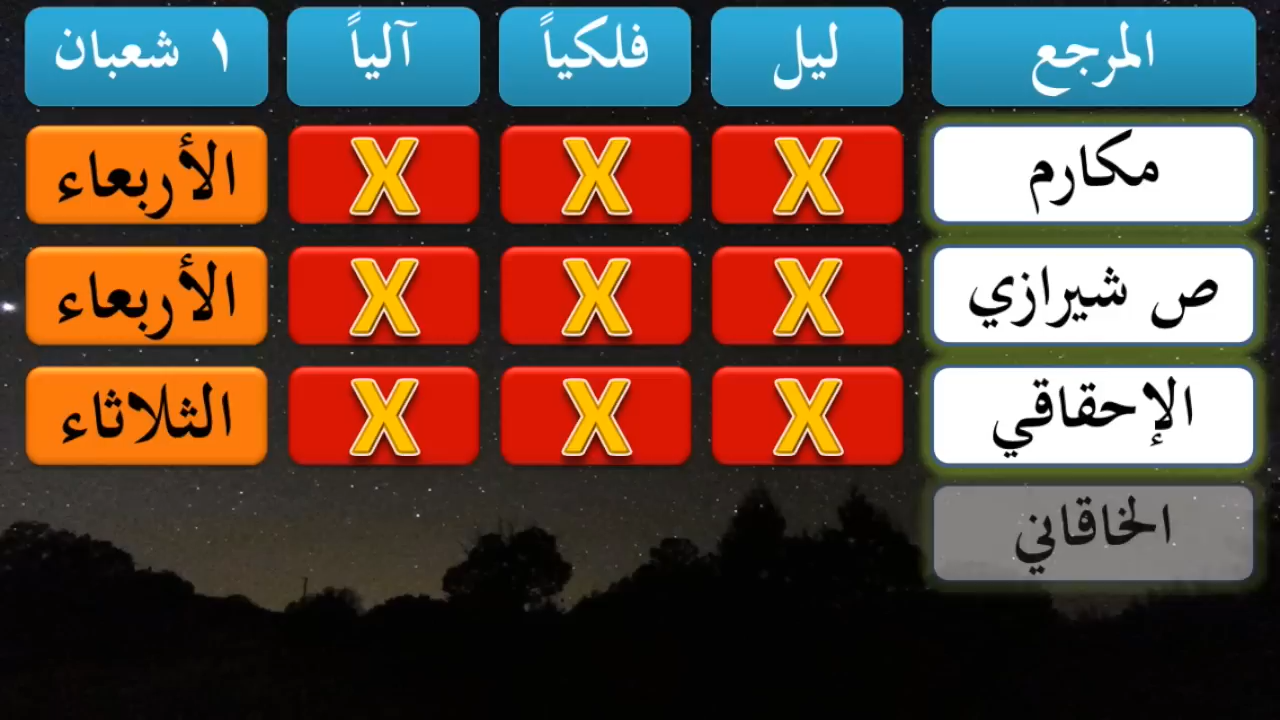 المرجع ليل فلكياً آلياً ١ شعبان
مكارم X X X الأربعاء
ص شيرازي X X X الأربعاء
الإحقاقي X X X الثلاثاء
الخاقاني